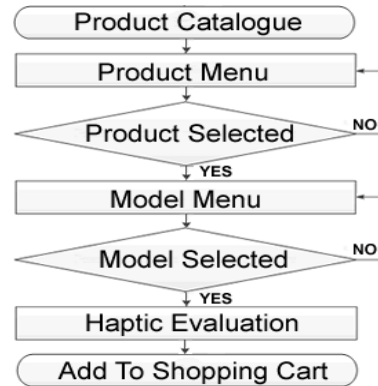 Product Catalogue
Product Menu
Product Selected
NO
YES
Model Menu
Model Selected
NO
YES
Haptic Evaluation
Add To Shopping Cart